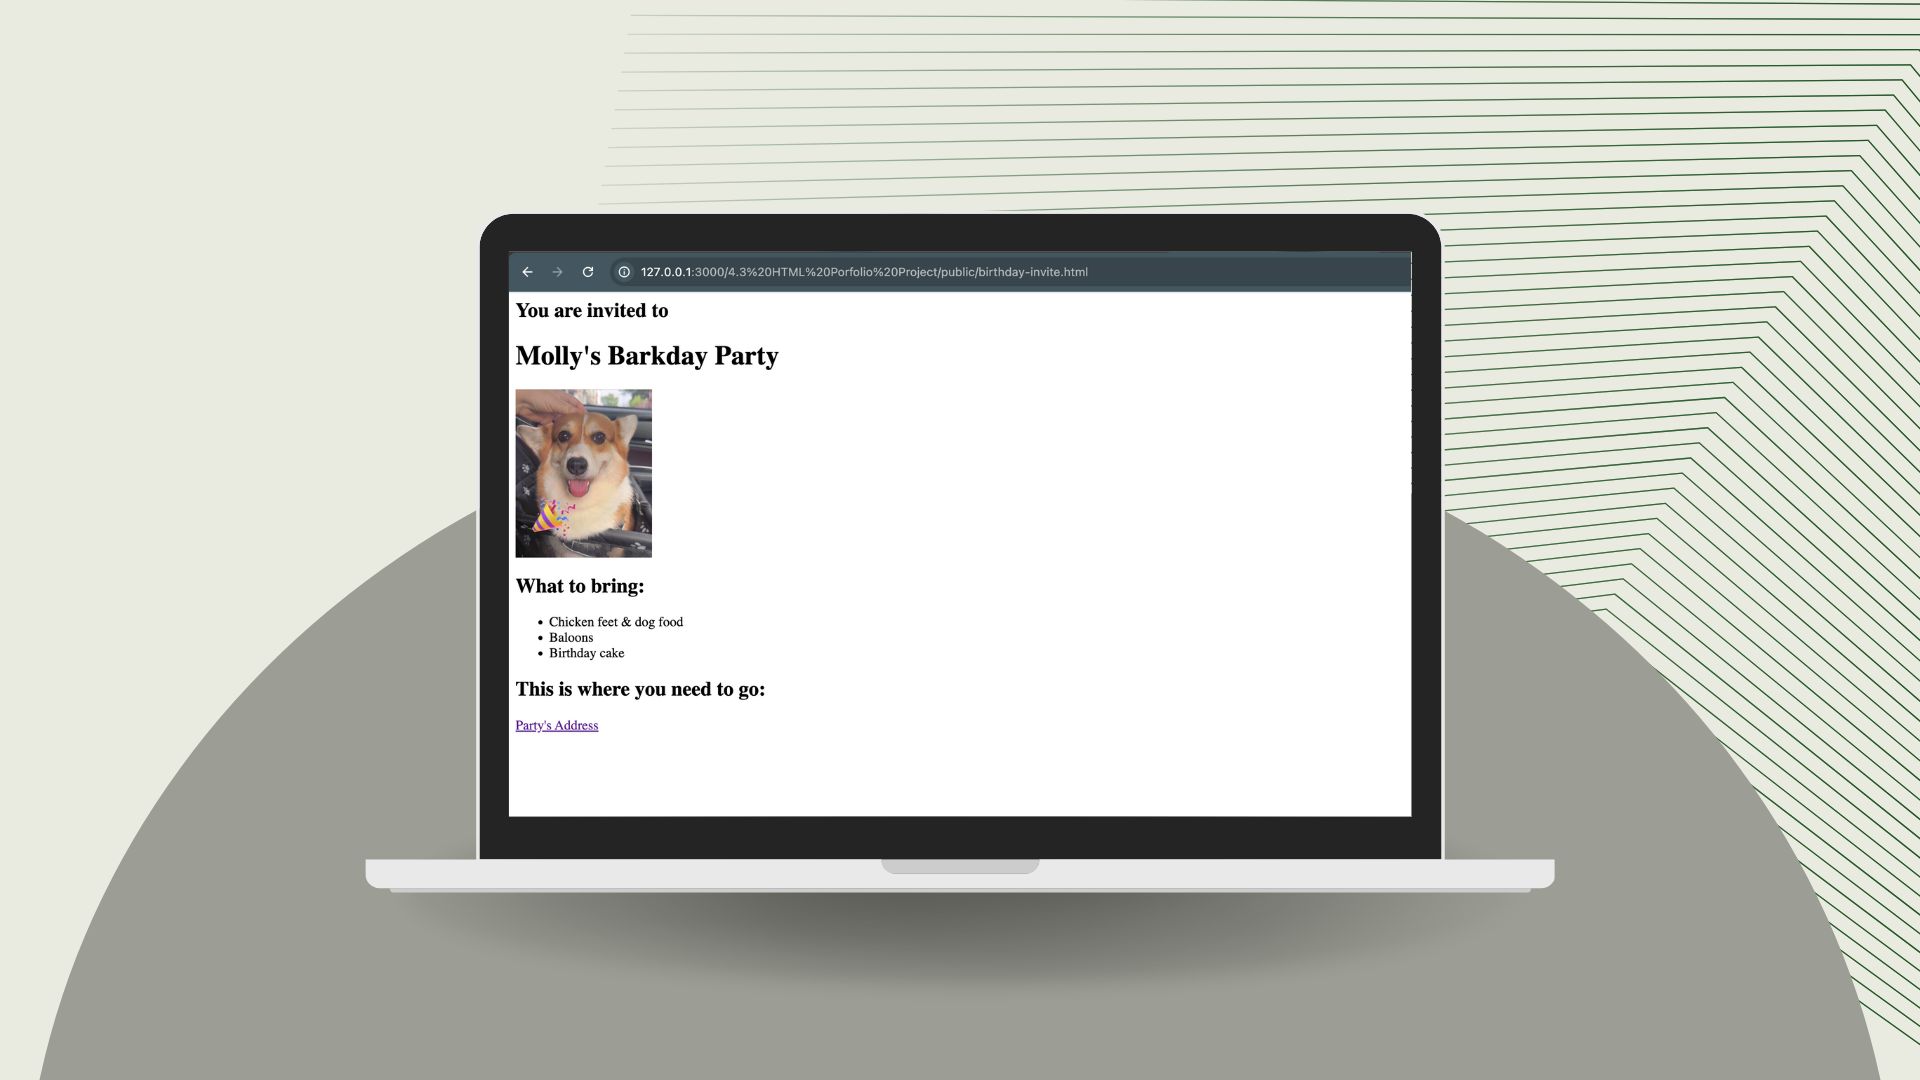 127.0.0.1:3000/4.3%20HTML%20Porfolio%20Project/public/birthday-invite.html
You are invited to
Molly's Barkday Party
What to bring:
• Chicken feet & dog food
• Baloons
• Birthday cake
This is where you need to go:
Party's Address